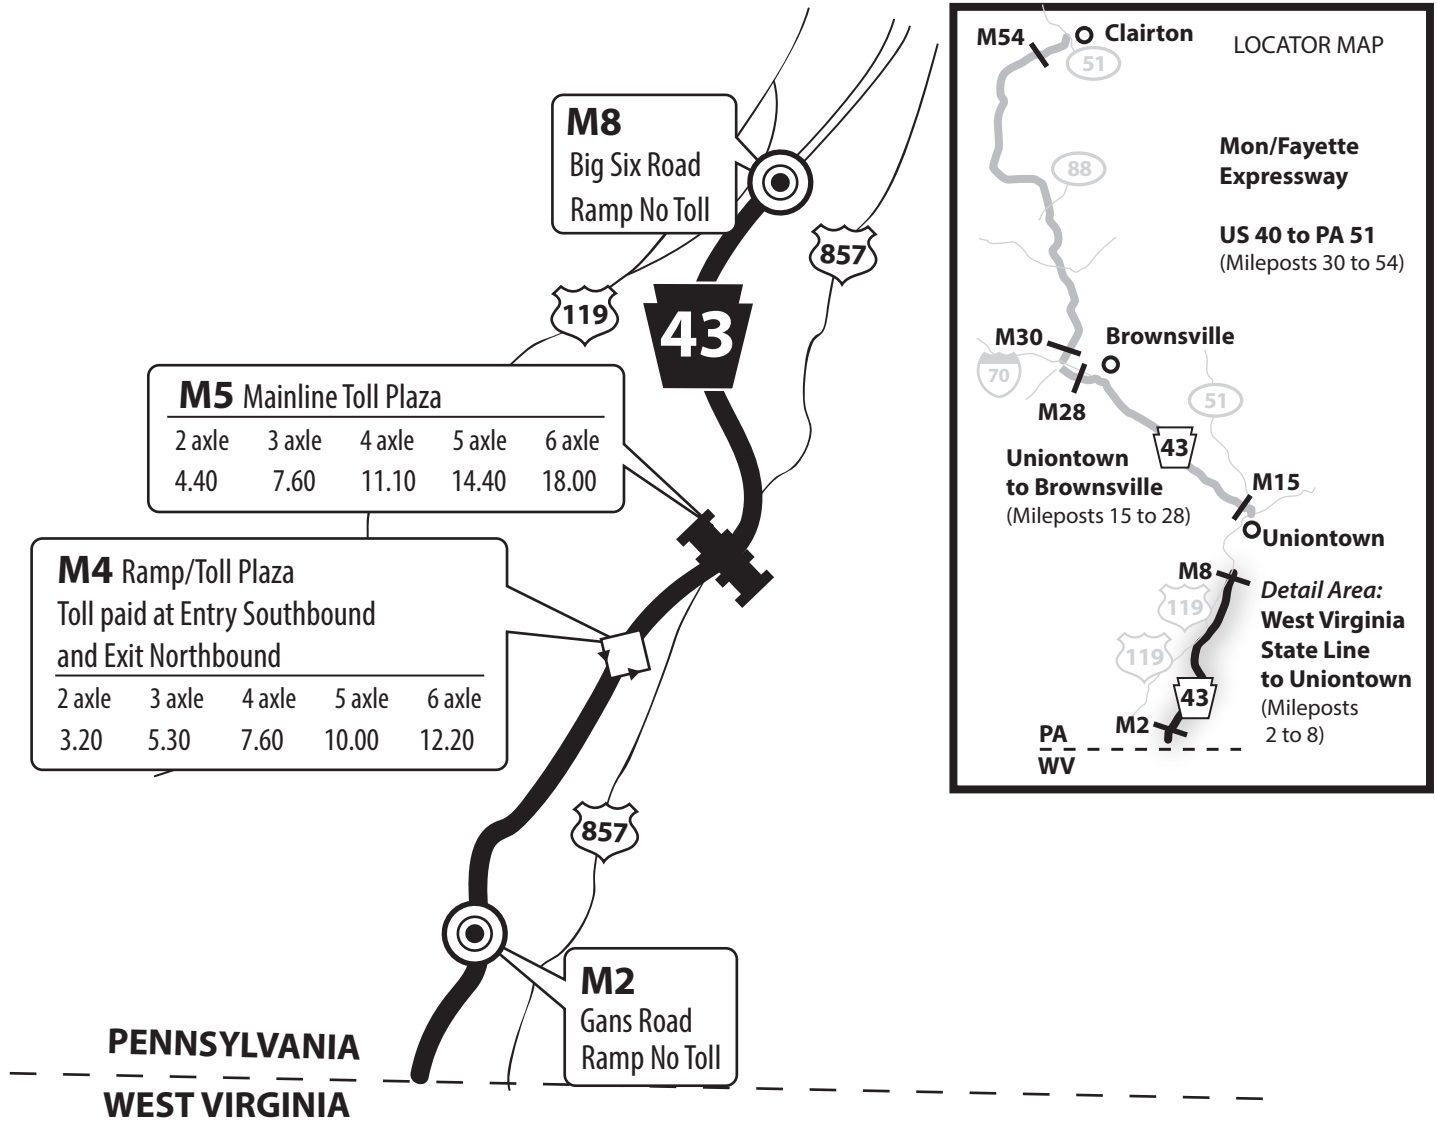 M8
Big Six Road
Ramp No Toll
857
119
43
M5 Mainline Toll Plaza
2 axle 3 axle 4 axle 5 axle 6 axle
4.40 7.60 11.10 14.40 18.00
M4 Ramp/Toll Plaza
Toll paid at Entry Southbound
and Exit Northbound
2 axle 3 axle 4 axle 5 axle 6 axle
3.20 5.30 7.60 10.00 12.20
857
M2
Gans Road
Ramp No Toll
PENNSYLVANIA
WEST VIRGINIA
LOCATOR MAP
M54
Clairton
51
Mon/Fayette
Expressway
88
US 40 to PA 51
(Mileposts 30 to 54)
M30
Brownsville
70
M28
51
43
Uniontown
to Brownsville
(Mileposts 15 to 28)
M15
Uniontown
M8
Detail Area:
West Virginia
State Line
to Uniontown
(Mileposts
2 to 8)
119
119
43
M2
PA
WV